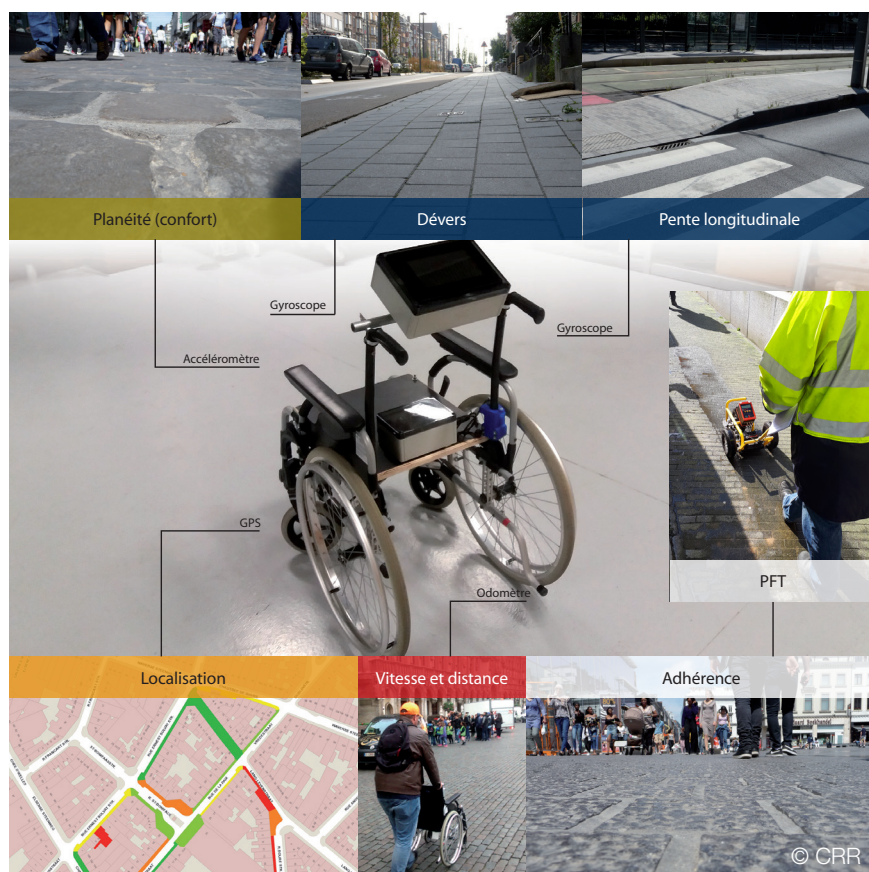 Planéité (confort)
Dévers
Pente longitudinale
Gyroscope
Gyroscope
Accéléromètre
GPS
Odomètre
PFT
Localisation
Vitesse et distance
Adhérence
© CRR